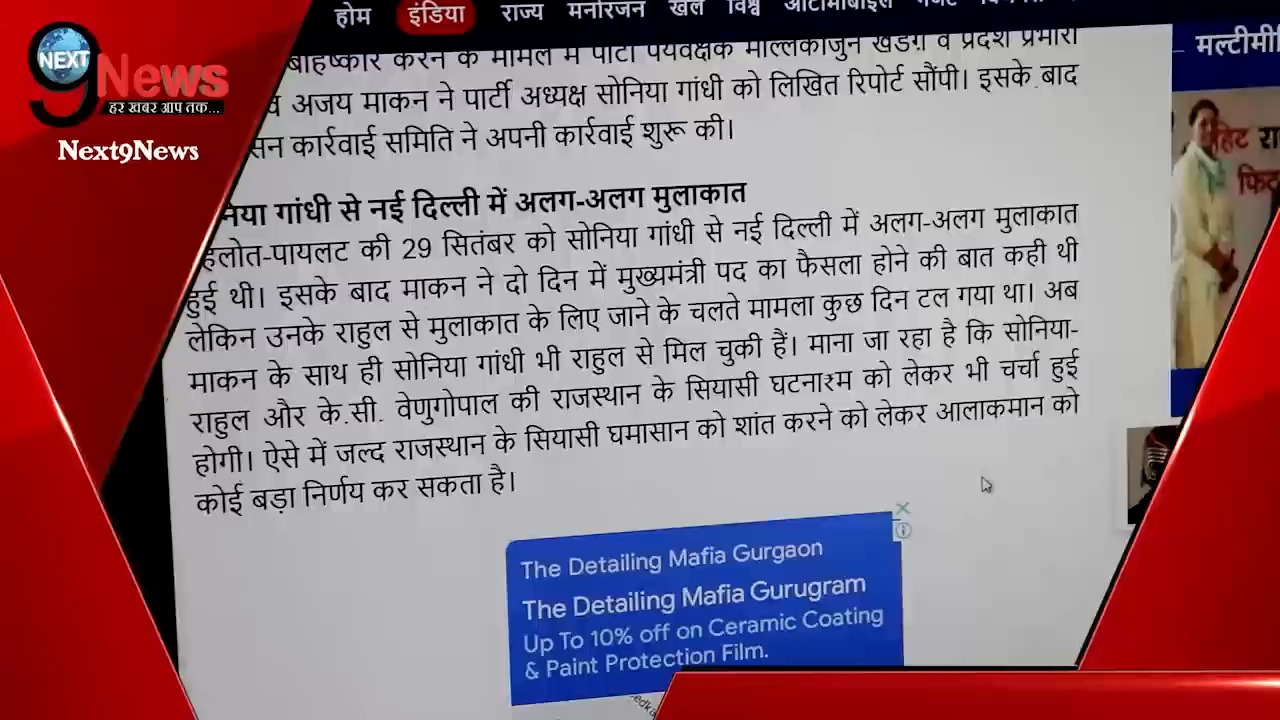 होम इंडिया राज्य मनोरंजन खेल विश्व ऑटोमोबाइल
मल्टीमी
NEXT
9News
हर खबर आप तक...
Next9News
करने के मामले में पार्टी पर्यवेक्षक मल्लिकार्जुन खड़गे व प्रदेश प्रभारी
व अजय माकन ने पार्टी अध्यक्ष सोनिया गांधी को लिखित रिपोर्ट सौंपी। इसके बाद
सन कार्रवाई समिति ने अपनी कार्रवाई शुरू की।
निया गांधी से नई दिल्ली में अलग-अलग मुलाकात
हलोत-पायलट की 29 सितंबर को सोनिया गांधी से नई दिल्ली में अलग-अलग मुलाकात
हुई थी। इसके बाद माकन ने दो दिन में मुख्यमंत्री पद का फैसला होने की बात कही थी
लेकिन उनके राहुल से मुलाकात के लिए जाने के चलते मामला कुछ दिन टल गया था। अब
माकन के साथ ही सोनिया गांधी भी राहुल से मिल चुकी हैं। माना जा रहा है कि सोनिया-
राहुल और के.सी. वेणुगोपाल की राजस्थान के सियासी घटनाश्म को लेकर भी चर्चा हुई
होगी। ऐसे में जल्द राजस्थान के सियासी घमासान को शांत करने को लेकर आलाकमान को
कोई बड़ा निर्णय कर सकता है।
The Detailing Mafia Gurgaon
The Detailing Mafia Gurugram
Up To 10% off on Ceramic Coating
& Paint Protection Film.